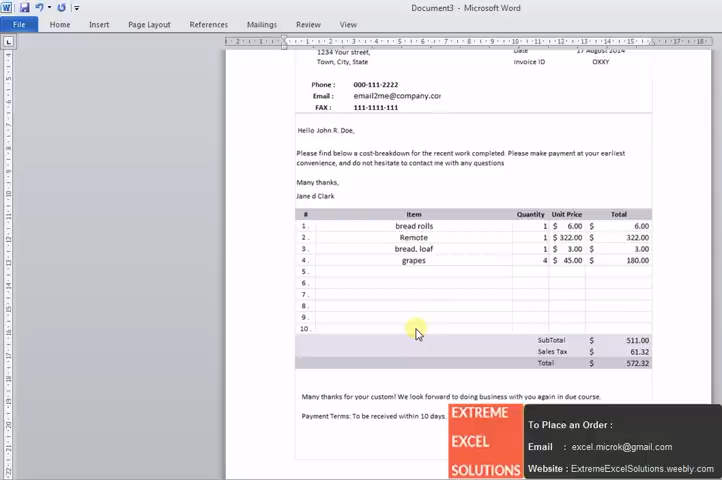 Document3 - Microsoft Word
File Home Insert Page Layout References Mailings Review View
1234 Your street, Date 17 August 2014
Town, City, State Invoice ID OXXY
Phone : 000-111-2222
Email : email2me@company.cor
FAX : 111-1111-111
Hello John R. Doe,
Please find below a cost-breakdown for the recent work completed. Please make payment at your earliest
convenience, and do not hesitate to contact me with any questions
Many thanks,
Jane d Clark
# Item Quantity Unit Price Total
1 . bread rolls 1 $ 6.00 $ 6.00
2 . Remote 1 $ 322.00 $ 322.00
3 . bread, loaf 1 $ 3.00 $ 3.00
4 . grapes 4 $ 45.00 $ 180.00
5 .
6 .
7 .
8 .
9 .
10 .
SubTotal $ 511.00
Sales Tax $ 61.32
Total $ 572.32
Many thanks for your custom! We look forward to doing business with you again in due course.
Payment Terms: To be received within 10 days.
EXTREME
EXCEL
SOLUTIONS
To Place an Order :
Email : excel.microk@gmail.com
Website : ExtremeExcelSolutions.weebly.com